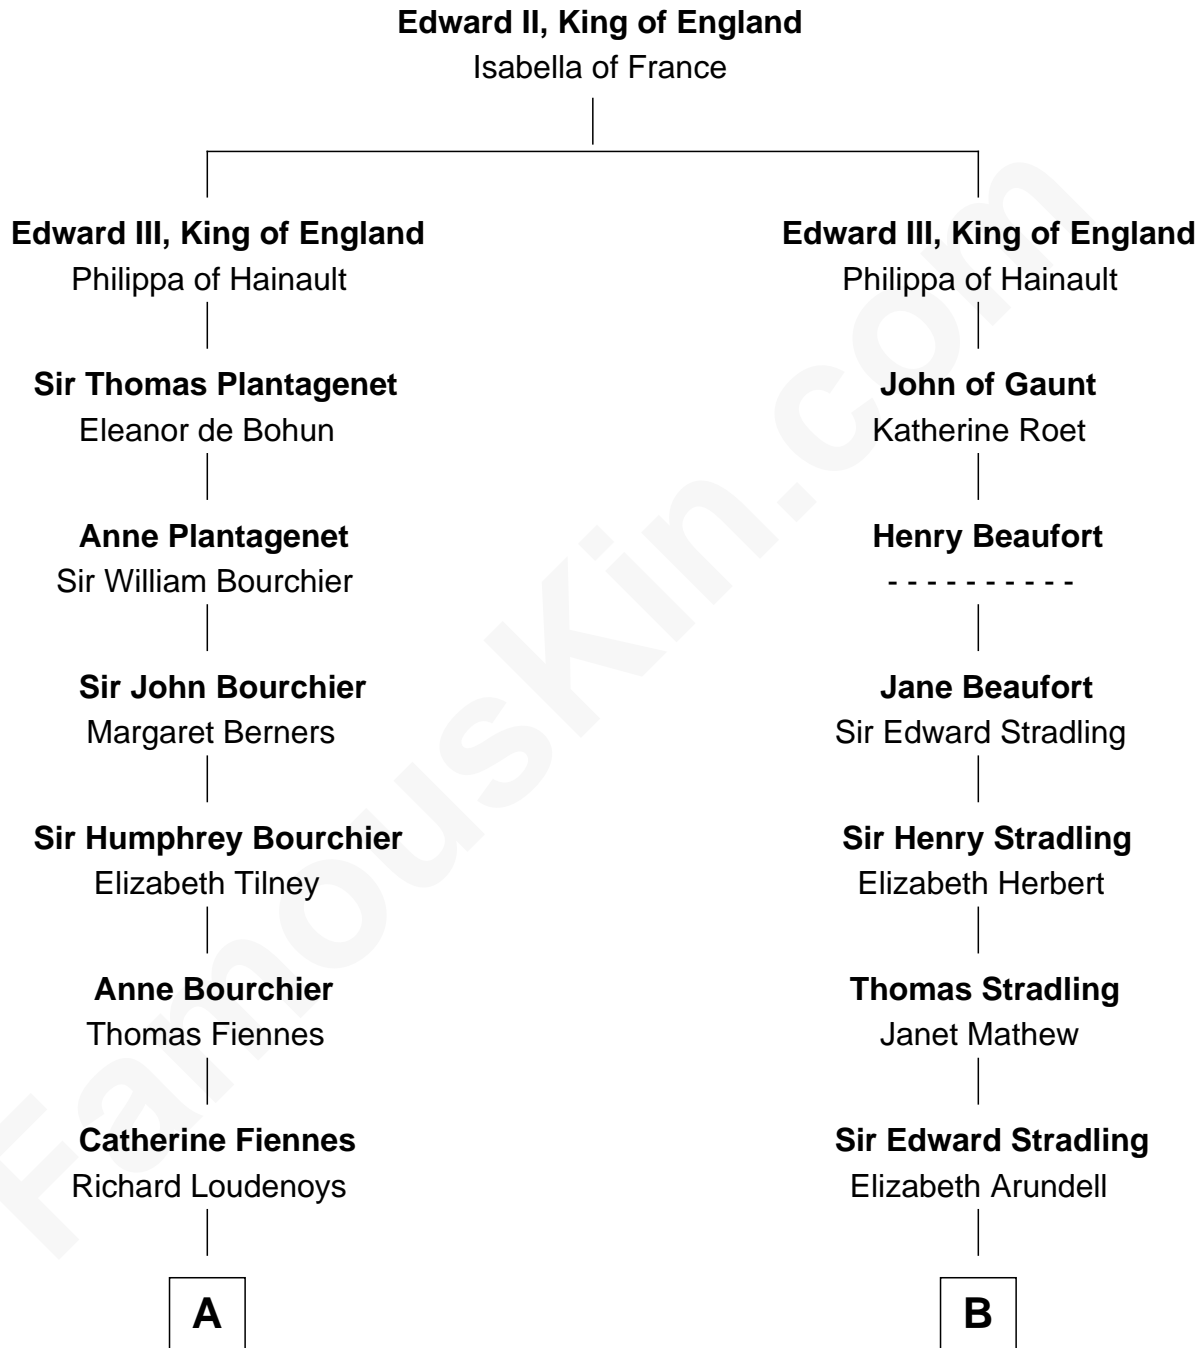 Edward II, King of England
Isabella of France
Edward III, King of England
Philippa of Hainault
Sir Thomas Plantagenet
Eleanor de Bohun
Anne Plantagenet
Sir William Bourchier
Sir John Bourchier
Margaret Berners
Sir Humphrey Bourchier
Elizabeth Tilney
Anne Bourchier
Thomas Fiennes
Catherine Fiennes
Richard Loudenoys
A
Edward III, King of England
Philippa of Hainault
John of Gaunt
Katherine Roet
Henry Beaufort
- - - - - - - - - -
Jane Beaufort
Sir Edward Stradling
Sir Henry Stradling
Elizabeth Herbert
Thomas Stradling
Janet Mathew
Sir Edward Stradling
Elizabeth Arundell
B
FamousKin.com